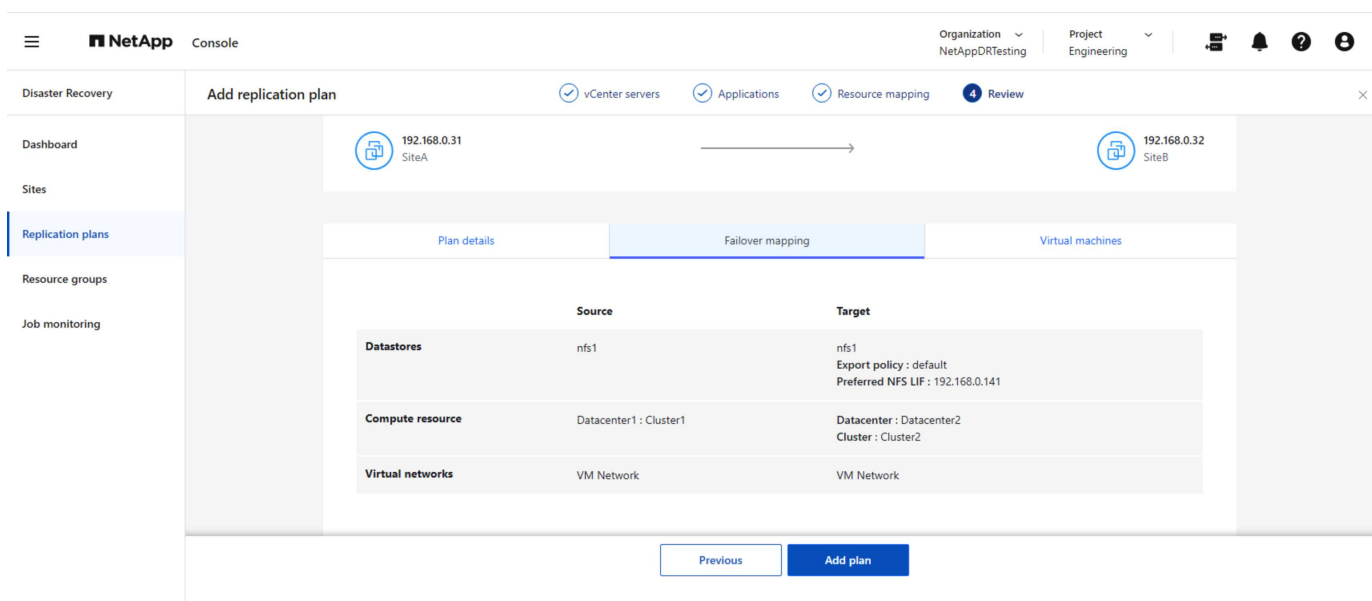 NetApp Console
Organization
NetAppDRTesting
Project
Engineering
Disaster Recovery
Add replication plan
vCenter servers
Applications
Resource mapping
4 Review
Dashboard
Sites
Replication plans
Resource groups
Job monitoring
192.168.0.31
SiteA
192.168.0.32
SiteB
Plan details
Failover mapping
Virtual machines
Source Target
Datastores nfs1 nfs1
Export policy : default
Preferred NFS LIF : 192.168.0.141
Compute resource Datacenter1 : Cluster1 Datacenter : Datacenter2
Cluster : Cluster2
Virtual networks VM Network VM Network
Previous
Add plan